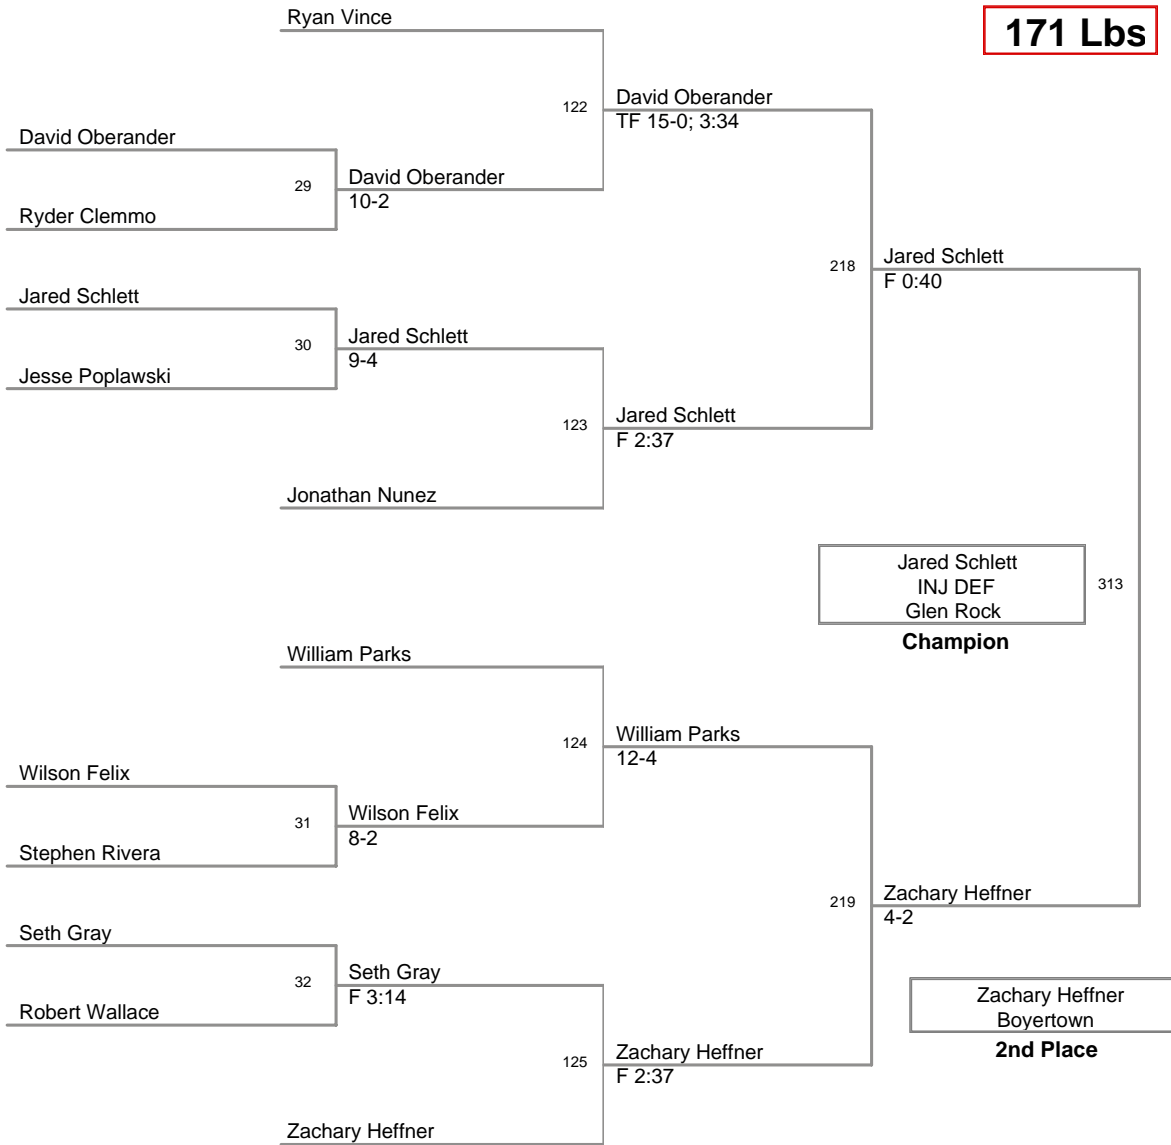 Ryan Vince
171 Lbs
122
David Oberander
TF 15-0; 3:34
David Oberander
29
David Oberander
10-2
Ryder Clemmo
218
Jared Schlett
F 0:40
Jared Schlett
30
Jared Schlett
9-4
Jesse Poplawski
123
Jared Schlett
F 2:37
Jonathan Nunez
Jared Schlett
INJ DEF
Glen Rock
313
Champion
William Parks
124
William Parks
12-4
Wilson Felix
31
Wilson Felix
8-2
Stephen Rivera
219
Zachary Heffner
4-2
Seth Gray
32
Seth Gray
F 3:14
Robert Wallace
Zachary Heffner
Boyertown
2nd Place
125
Zachary Heffner
F 2:37
Zachary Heffner